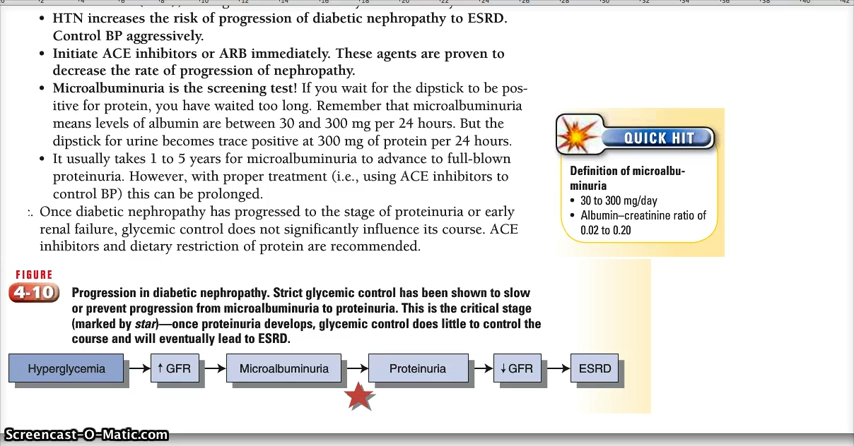 • HTN increases the risk of progression of diabetic nephropathy to ESRD.
Control BP aggressively.
• Initiate ACE inhibitors or ARB immediately. These agents are proven to
decrease the rate of progression of nephropathy.
• Microalbuminuria is the screening test! If you wait for the dipstick to be pos-
itive for protein, you have waited too long. Remember that microalbuminuria
means levels of albumin are between 30 and 300 mg per 24 hours. But the
dipstick for urine becomes trace positive at 300 mg of protein per 24 hours.
• It usually takes 1 to 5 years for microalbuminuria to advance to full-blown
proteinuria. However, with proper treatment (i.e., using ACE inhibitors to
control BP) this can be prolonged.
Once diabetic nephropathy has progressed to the stage of proteinuria or early
renal failure, glycemic control does not significantly influence its course. ACE
inhibitors and dietary restriction of protein are recommended.
QUICK HIT
Definition of microalbu-
minuria
• 30 to 300 mg/day
• Albumin–creatinine ratio of
0.02 to 0.20
FIGURE
4-10
Progression in diabetic nephropathy. Strict glycemic control has been shown to slow
or prevent progression from microalbuminuria to proteinuria. This is the critical stage
(marked by star)—once proteinuria develops, glycemic control does little to control the
course and will eventually lead to ESRD.
Hyperglycemia
↑ GFR
Microalbuminuria
Proteinuria
↓ GFR
ESRD
Screencast-O-Matic.com